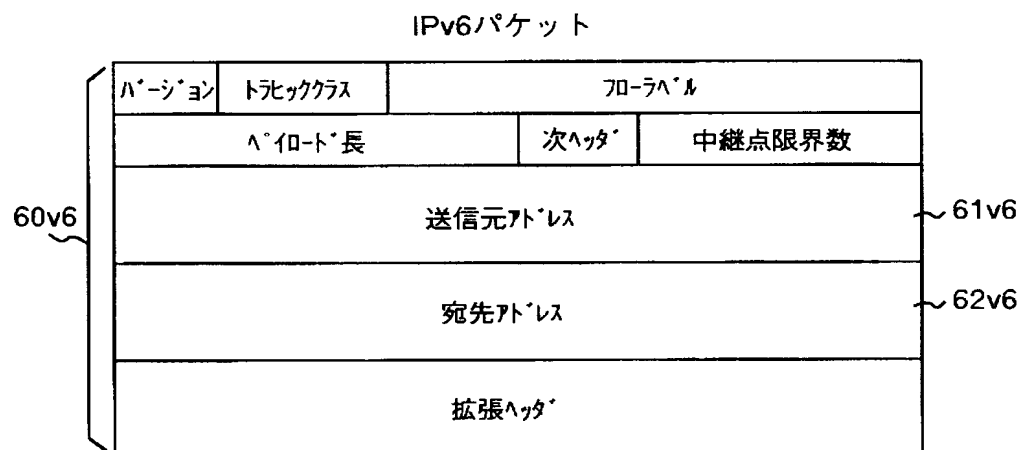 IPv6パケット
バージョン トラヒッククラス フローラベル
ペイロード長 次ヘッダ 中継点限界数
60v6 送信元アドレス 61v6
宛先アドレス 62v6
拡張ヘッダ